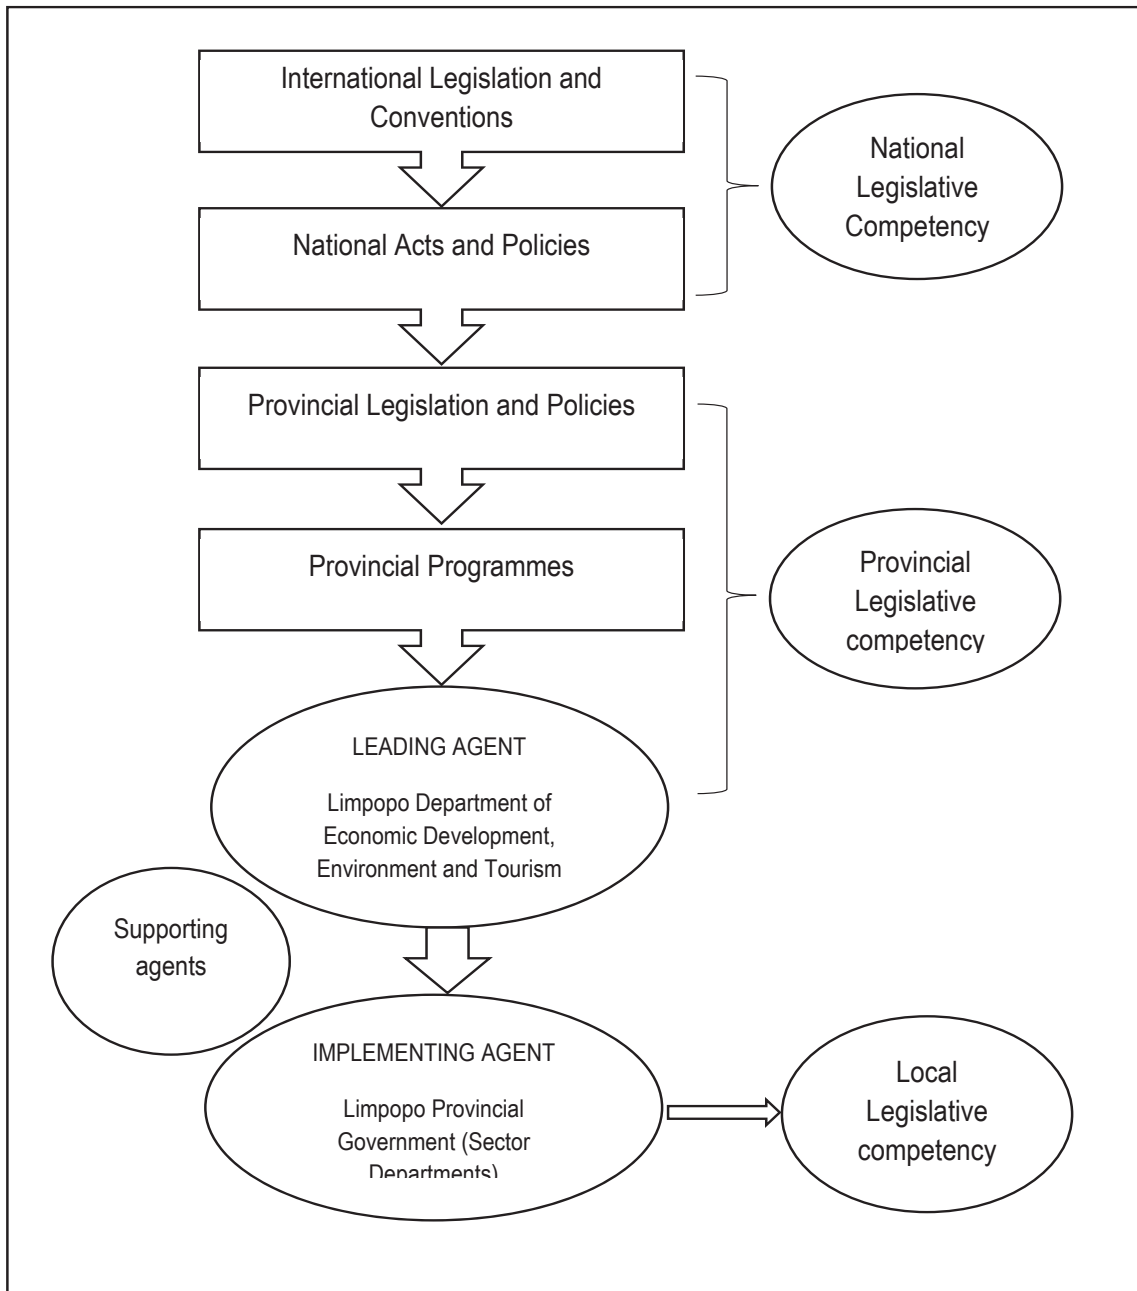 International Legislation and
Conventions
National
Legislative
Competency
National Acts and Policies
Provincial Legislation and Policies
Provincial Programmes
Provincial
Legislative
competency
LEADING AGENT
Limpopo Department of
Economic Development,
Environment and Tourism
Supporting
agents
IMPLEMENTING AGENT
Limpopo Provincial
Government (Sector
Departments)
Local
Legislative
competency